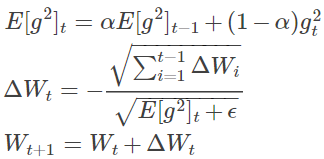 E[g²]ₜ = αE[g²]ₜ₋₁ + (1 − α)gₜ²
ΔWₜ = − √(∑ᵢ₌₁ᵗ⁻¹ ΔWᵢ) / √(E[g²]ₜ + ϵ)
Wₜ₊₁ = Wₜ + ΔWₜ